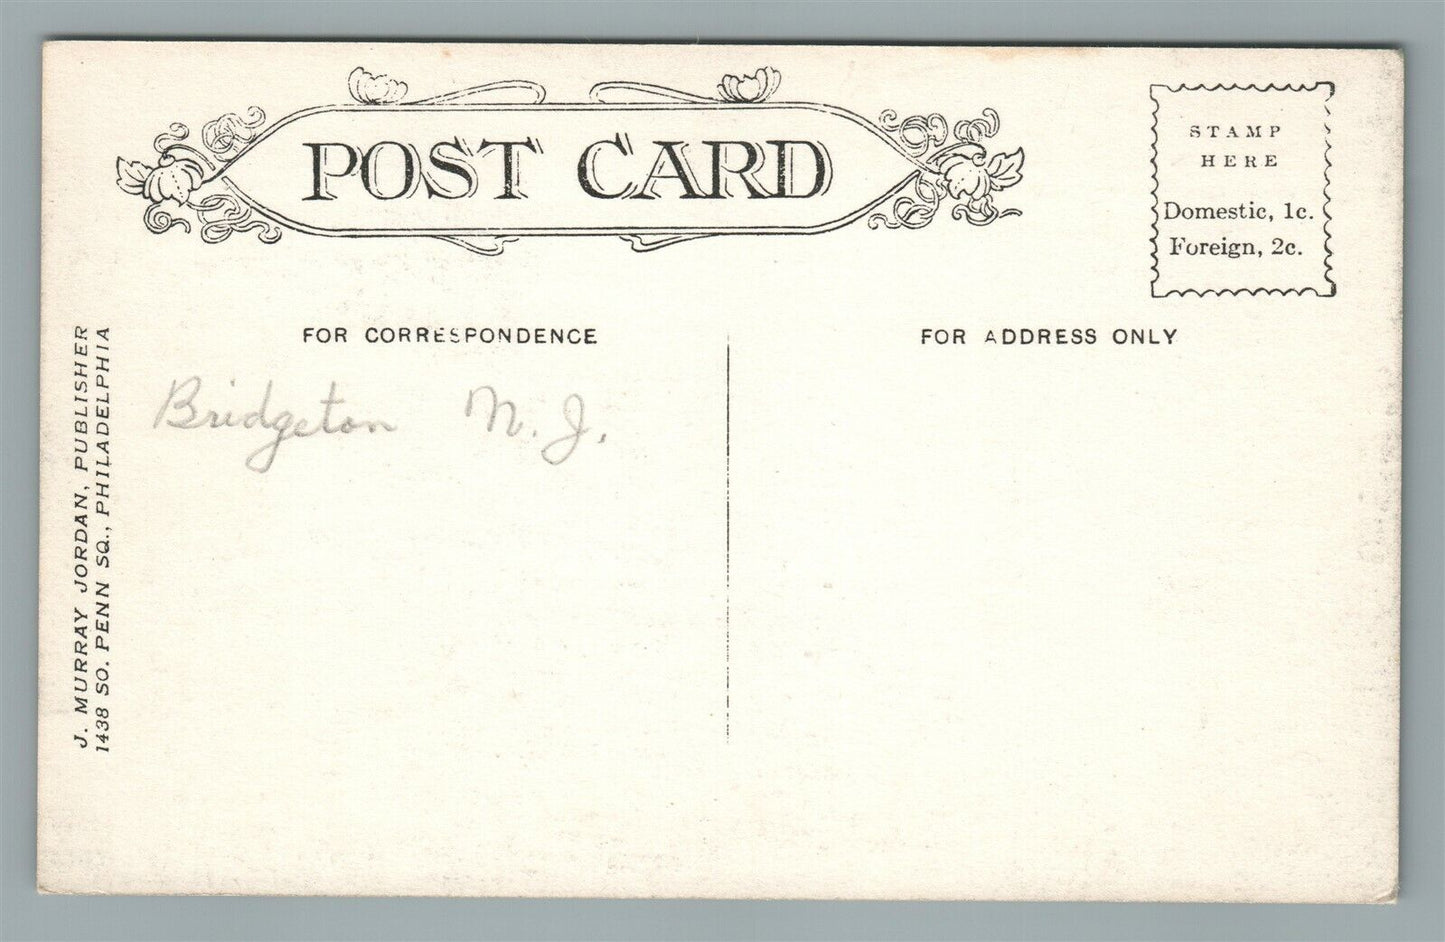 POST CARD
STAMP
HERE
Domestic, 1c.
Foreign, 2c.
FOR CORRESPONDENCE
FOR ADDRESS ONLY
Bridgeton N. J.
J. MURRAY JORDAN, PUBLISHER
1438 SO. PENN SQ., PHILADELPHIA